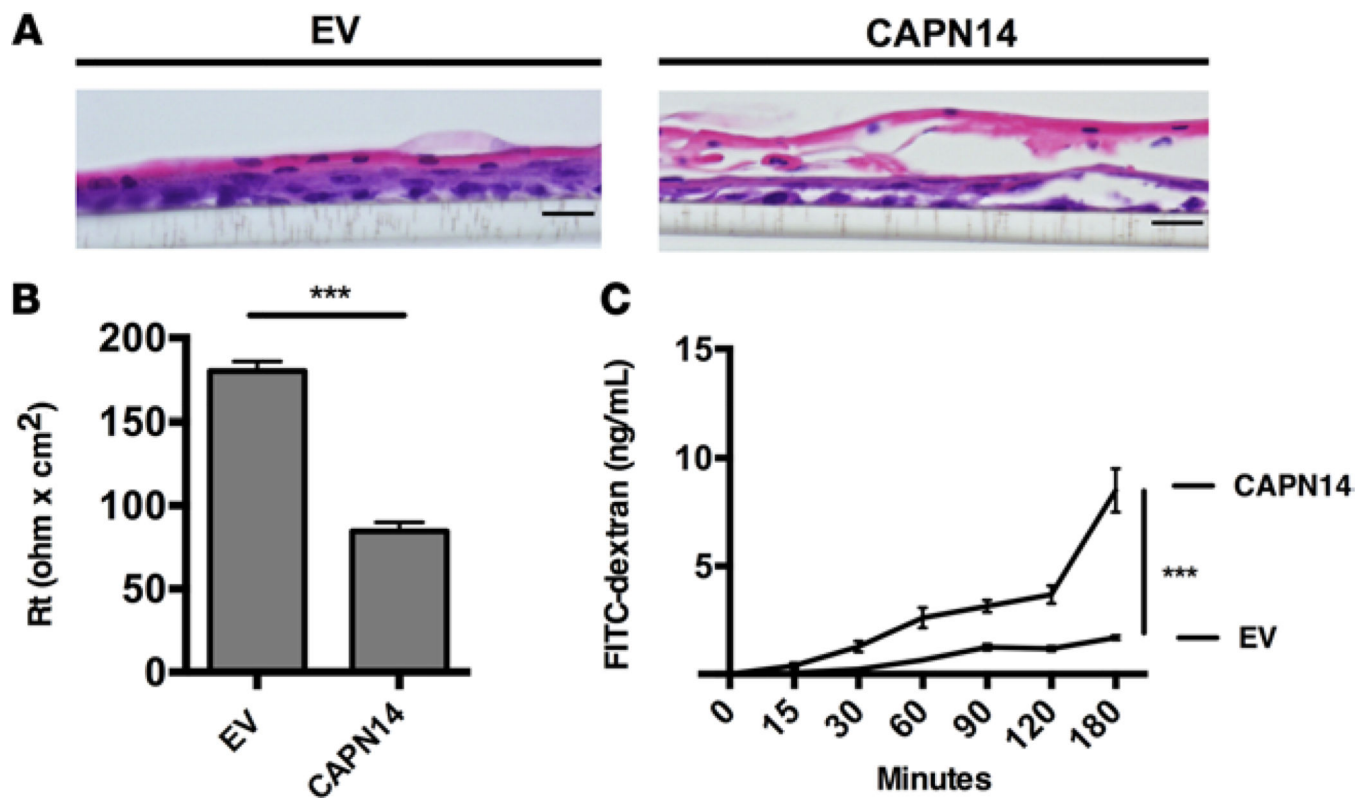 A
EV
CAPN14
B
***
200
150
100
50
0
Rt (ohm x cm2)
EV
CAPN14
C
15
10
5
FITC-dextran (ng/mL)
CAPN14
***
EV
0
15
30
60
90
120
180
Minutes